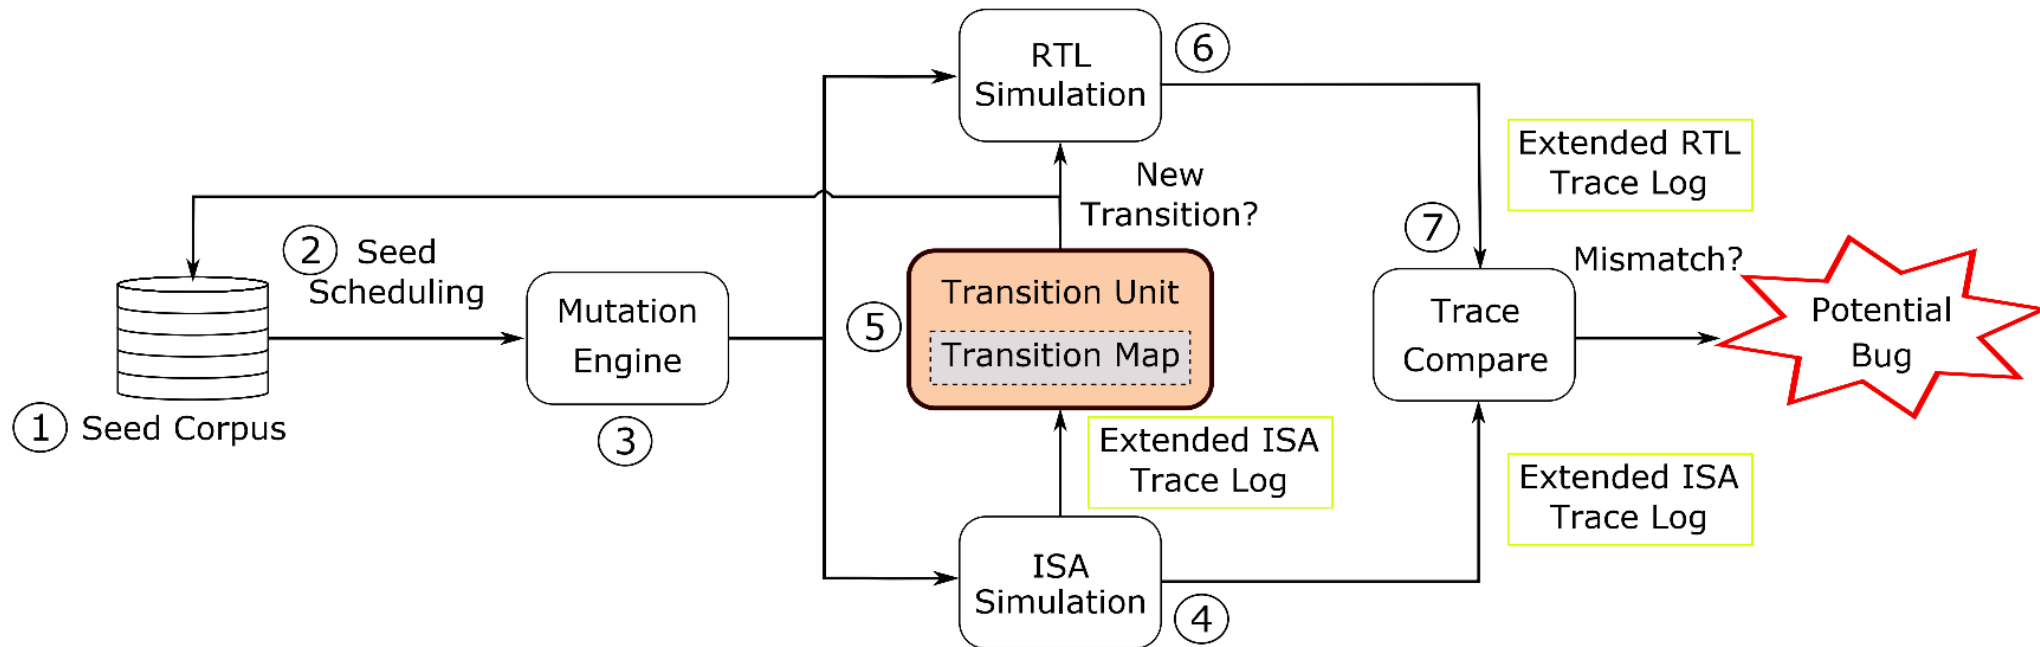 RTL
Simulation
6
Extended RTL
Trace Log
New
Transition?
2
Seed
Scheduling
7
Mismatch?
Mutation
Engine
5
Transition Unit
Transition Map
Trace
Compare
Potential
Bug
1
Seed Corpus
3
Extended ISA
Trace Log
Extended ISA
Trace Log
ISA
Simulation
4